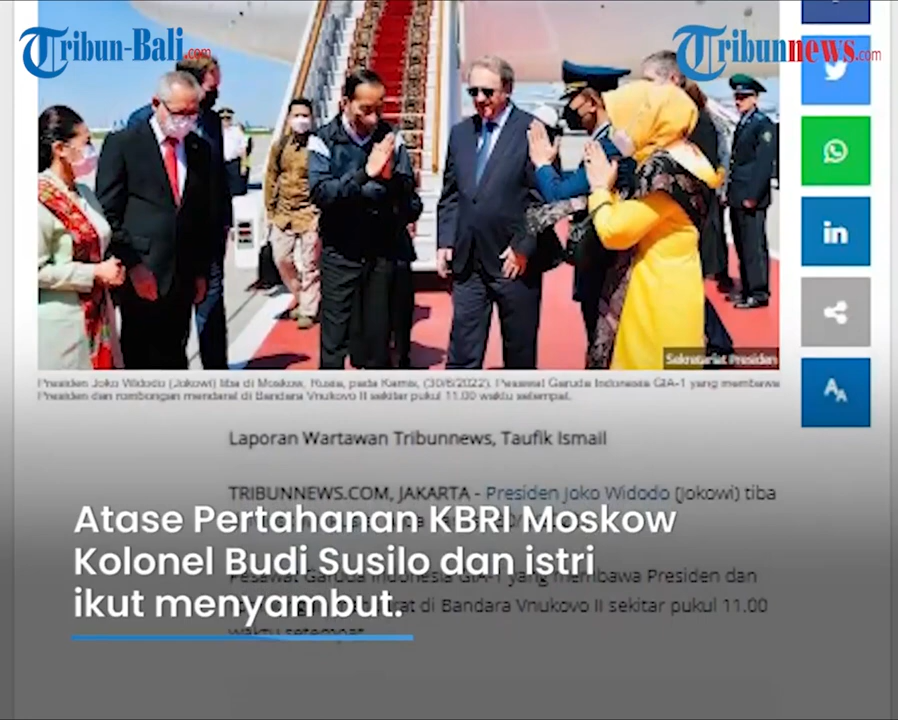 Tribun-Bali.com
Tribunnews.com
Sekretariat Presiden
Presiden Joko Widodo (Jokowi) tiba di Moskow, Rusia, pada Kamis, (30/6/2022). Pesawat Garuda Indonesia GIA-1 yang membawa
Presiden dan rombongan mendarat di Bandara Vnukovo II sekitar pukul 11.00 waktu setempat.
in
AA
Laporan Wartawan Tribunnews, Taufik Ismail
TRIBUNNEWS.COM, JAKARTA - Presiden Joko Widodo (Jokowi) tiba
Atase Pertahanan KBRI Moskow
Kolonel Budi Susilo dan istri
ikut menyambut.
Pesawat Garuda Indonesia GIA-1 yang membawa Presiden dan
di Bandara Vnukovo II sekitar pukul 11.00
waktu setempat